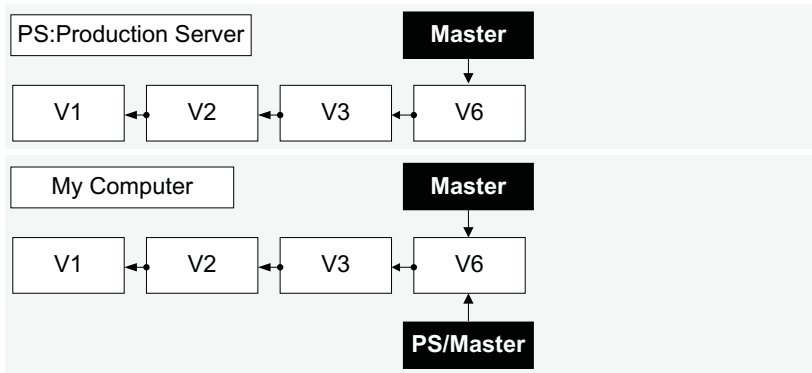 PS:Production Server
Master
V1 V2 V3 V6
My Computer
Master
V1 V2 V3 V6
PS/Master